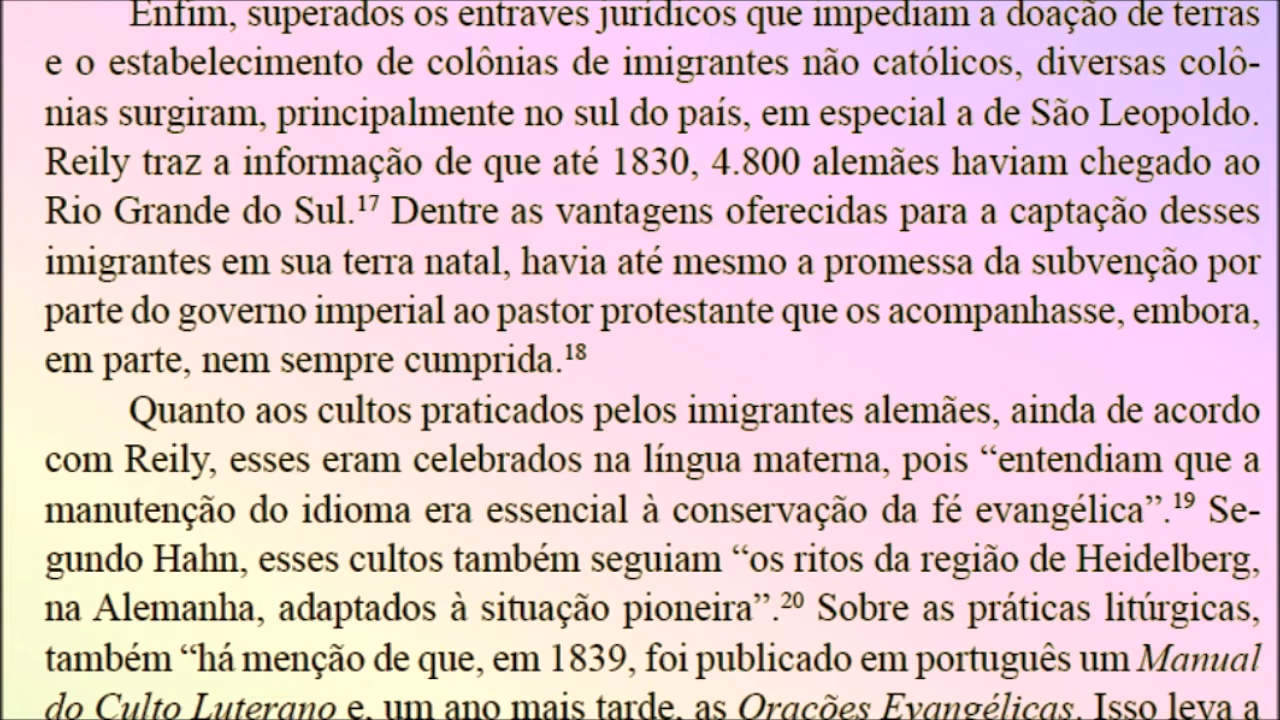 Enfim, superados os entraves jurídicos que impediam a doação de terras
e o estabelecimento de colônias de imigrantes não católicos, diversas colô-
nias surgiram, principalmente no sul do país, em especial a de São Leopoldo.
Reily traz a informação de que até 1830, 4.800 alemães haviam chegado ao
Rio Grande do Sul.¹⁷ Dentre as vantagens oferecidas para a captação desses
imigrantes em sua terra natal, havia até mesmo a promessa da subvenção por
parte do governo imperial ao pastor protestante que os acompanhasse, embora,
em parte, nem sempre cumprida.¹⁸
Quanto aos cultos praticados pelos imigrantes alemães, ainda de acordo
com Reily, esses eram celebrados na língua materna, pois “entendiam que a
manutenção do idioma era essencial à conservação da fé evangélica”.¹⁹ Se-
gundo Hahn, esses cultos também seguiam “os ritos da região de Heidelberg,
na Alemanha, adaptados à situação pioneira”.²⁰ Sobre as práticas litúrgicas,
também “há menção de que, em 1839, foi publicado em português um Manual
do Culto Luterano e, um ano mais tarde, as Orações Evangélicas. Isso leva a